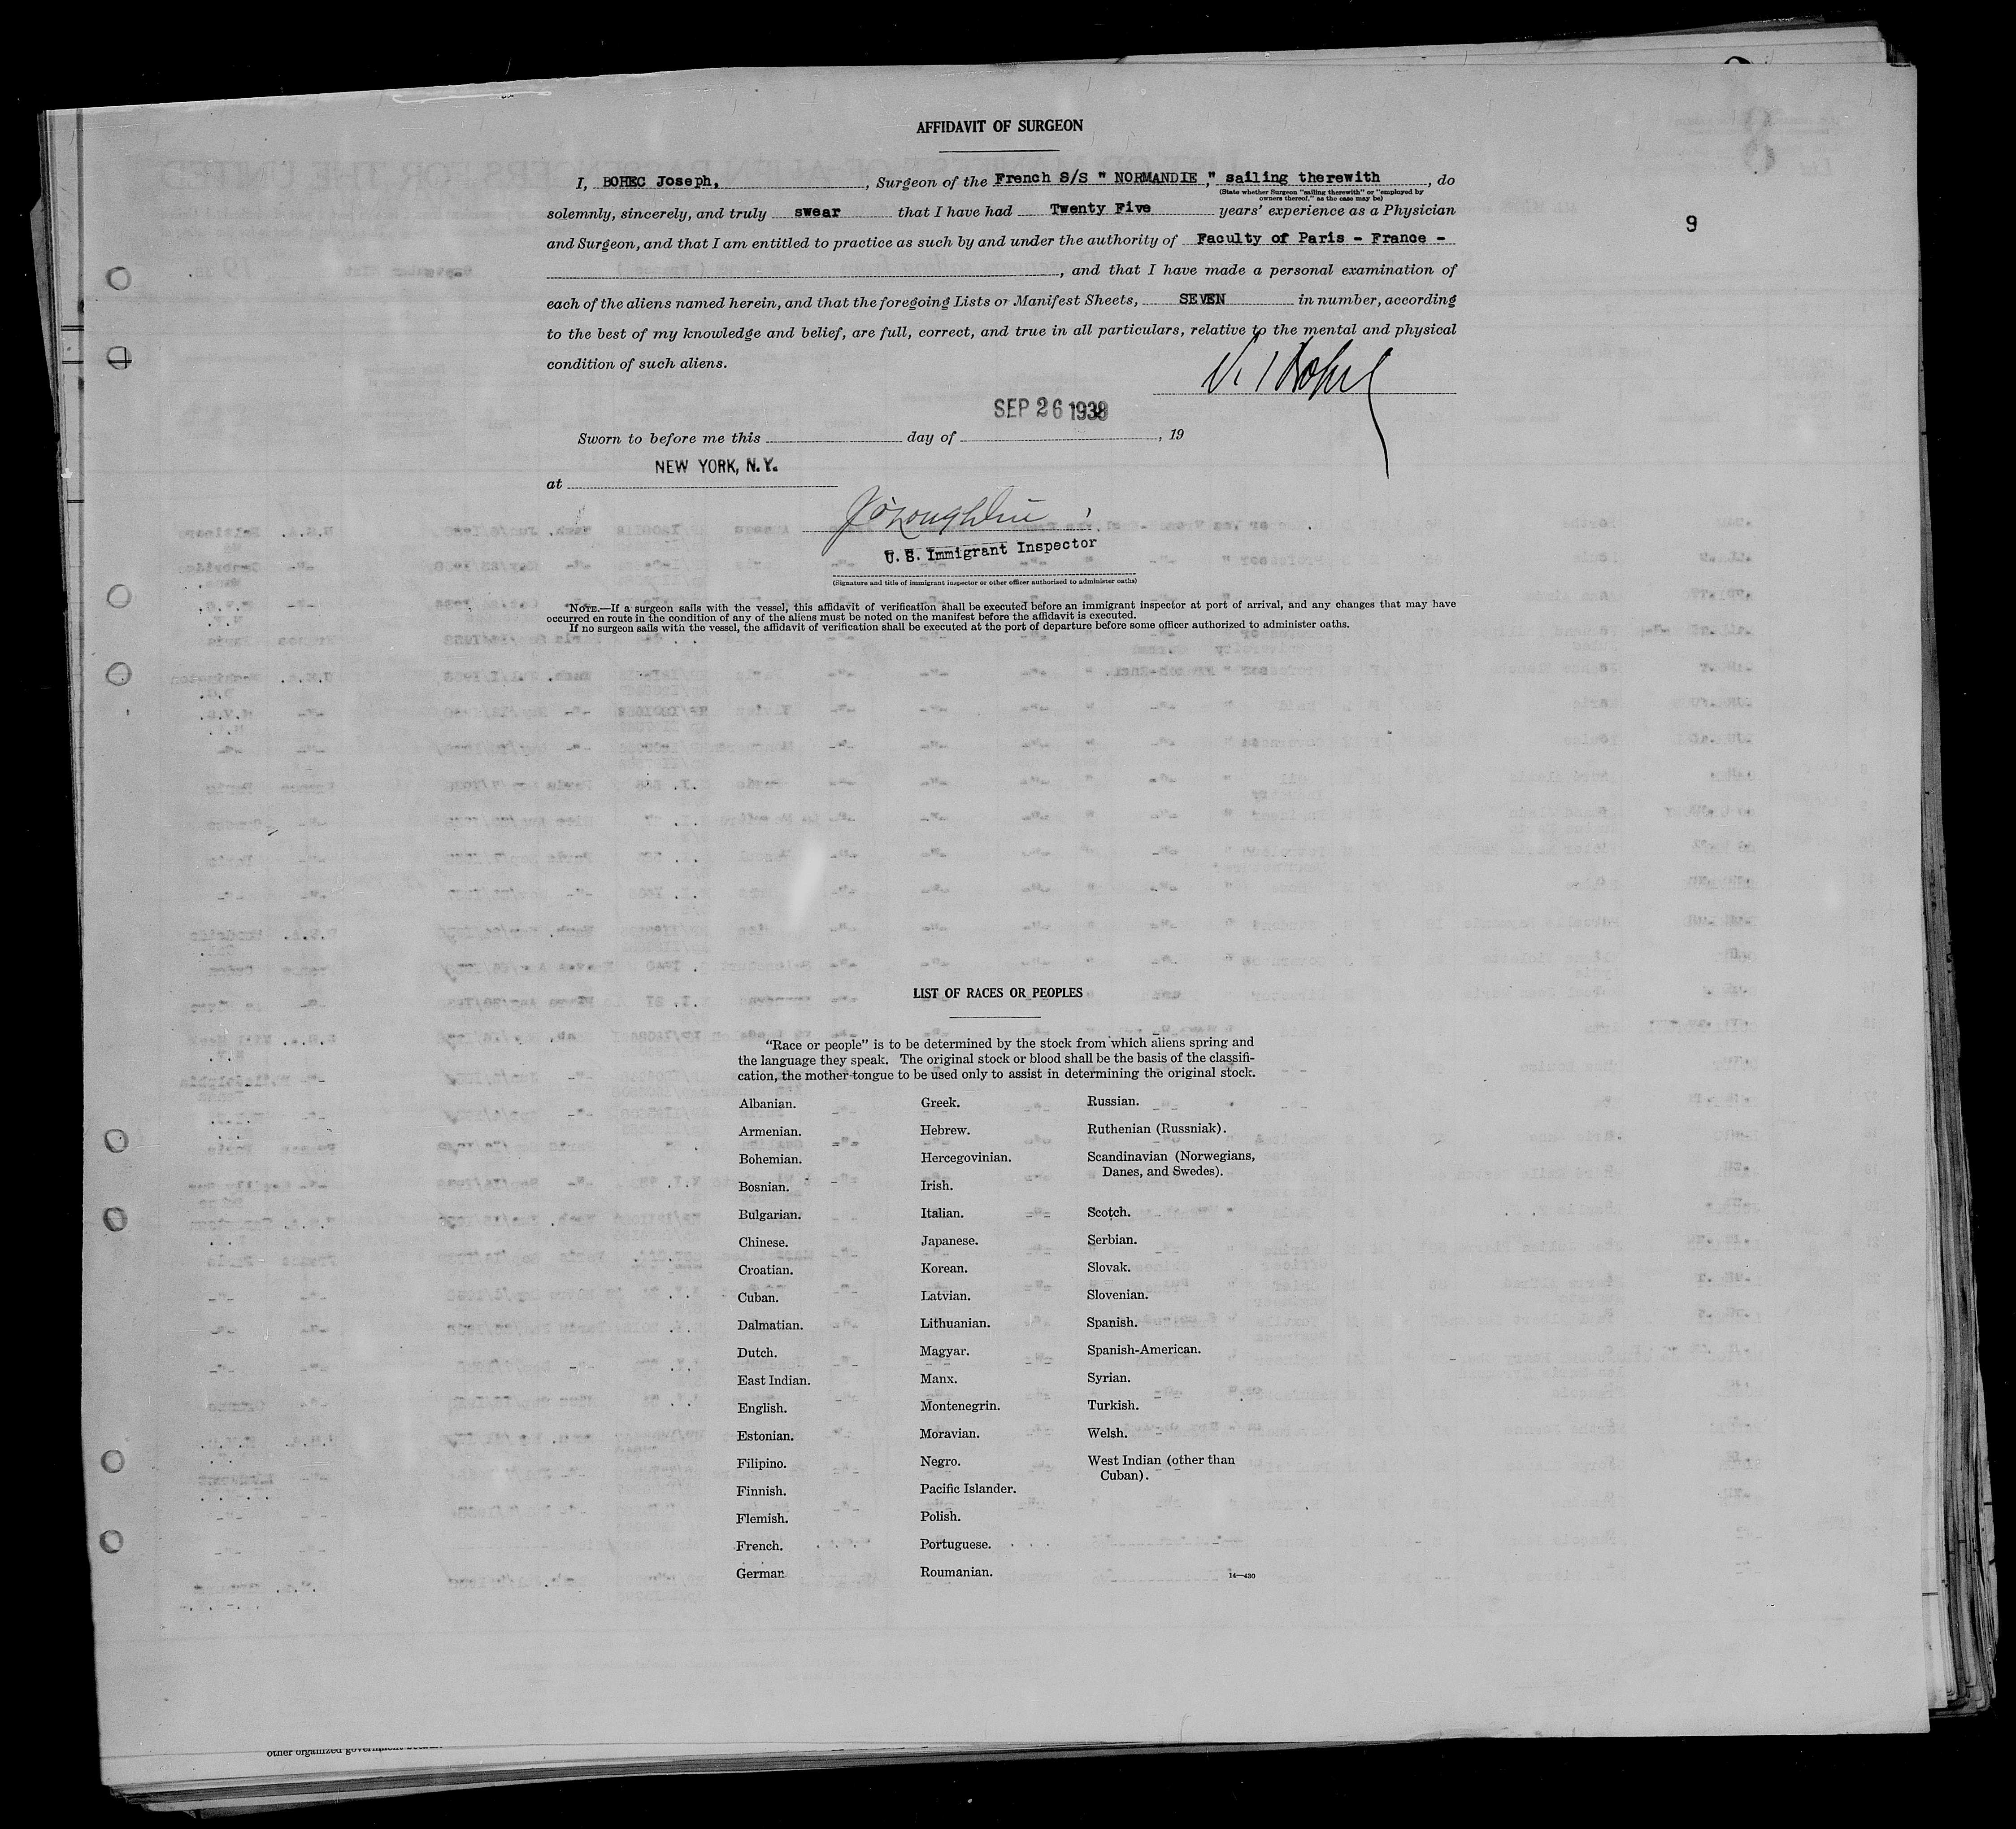 AFFIDAVIT OF SURGEON
I, BOHEC Joseph, , Surgeon of the French S/S " NORMANDIE ," sailing therewith , do
(State whether Surgeon "sailing therewith" or "employed by
owners thereof," as the case may be)
solemnly, sincerely, and truly swear that I have had Twenty Five years' experience as a Physician
9
and Surgeon, and that I am entitled to practice as such by and under the authority of Faculty of Paris - France -
, and that I have made a personal examination of
each of the aliens named herein, and that the foregoing Lists or Manifest Sheets, SEVEN in number, according
to the best of my knowledge and belief, are full, correct, and true in all particulars, relative to the mental and physical
condition of such aliens.
SEP 26 1938
Sworn to before me this day of , 19
NEW YORK, N.Y.
at
J O'Loughlin
U. S. Immigrant Inspector
(Signature and title of immigrant inspector or other officer authorized to administer oaths)
NOTE.—If a surgeon sails with the vessel, this affidavit of verification shall be executed before an immigrant inspector at port of arrival, and any changes that may have
occurred en route in the condition of any of the aliens must be noted on the manifest before the affidavit is executed.
If no surgeon sails with the vessel, the affidavit of verification shall be executed at the port of departure before some officer authorized to administer oaths.
LIST OF RACES OR PEOPLES
"Race or people" is to be determined by the stock from which aliens spring and
the language they speak. The original stock or blood shall be the basis of the classifi-
cation, the mother tongue to be used only to assist in determining the original stock.
Albanian.
Armenian.
Bohemian.
Bosnian.
Bulgarian.
Chinese.
Croatian.
Cuban.
Dalmatian.
Dutch.
East Indian.
English.
Estonian.
Filipino.
Finnish.
Flemish.
French.
German
Greek.
Hebrew.
Hercegovinian.
Irish.
Italian.
Japanese.
Korean.
Latvian.
Lithuanian.
Magyar.
Manx.
Montenegrin.
Moravian.
Negro.
Pacific Islander.
Polish.
Portuguese.
Roumanian.
Russian.
Ruthenian (Russniak).
Scandinavian (Norwegians,
Danes, and Swedes).
Scotch.
Serbian.
Slovak.
Slovenian.
Spanish.
Spanish-American.
Syrian.
Turkish.
Welsh.
West Indian (other than
Cuban).
14—430
other organized government